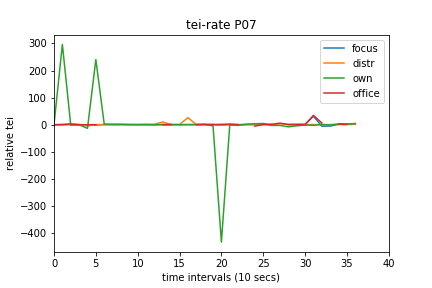 tei-rate P07
focus
distr
own
office
300
200
100
0
−100
−200
−300
−400
relative tei
0 5 10 15 20 25 30 35 40
time intervals (10 secs)